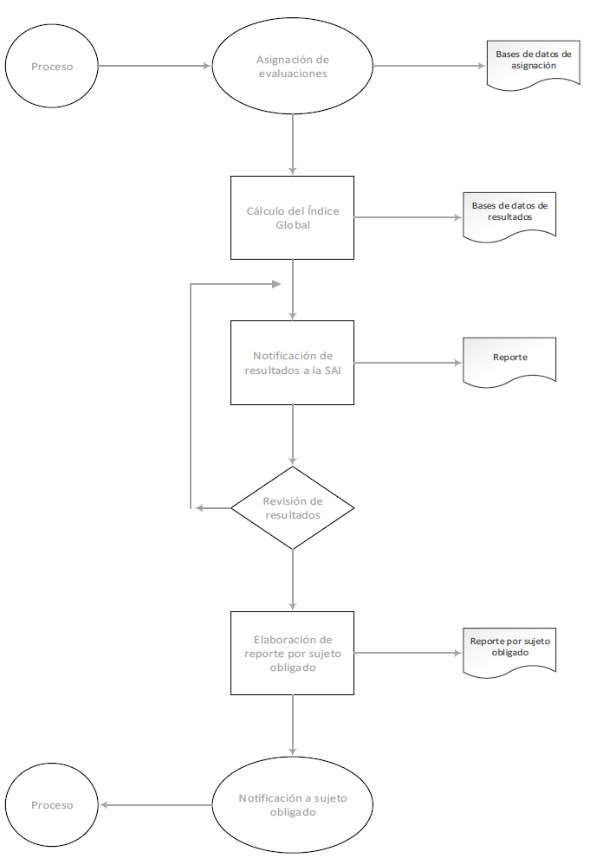 Proceso
Asignación de
evaluaciones
Bases de datos de
asignación
Cálculo del Índice
Global
Bases de datos de
resultados
Notificación de
resultados a la SAI
Reporte
Revisión de
resultados
Elaboración de
reporte por sujeto
obligado
Reporte por sujeto
obligado
Proceso
Notificación a sujeto
obligado